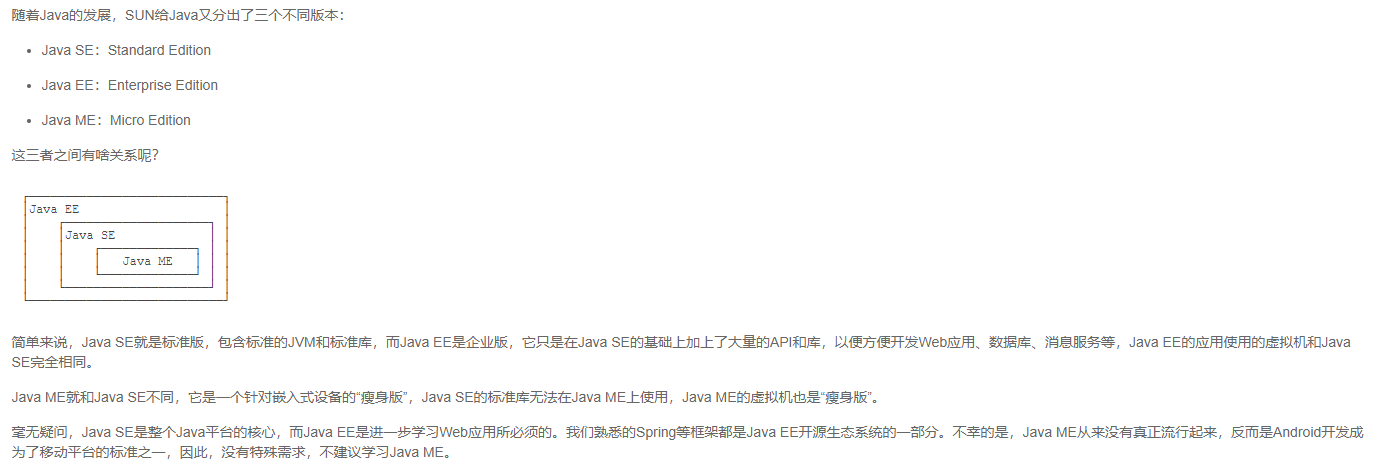 随着Java的发展，SUN给Java又分出了三个不同版本：
• Java SE：Standard Edition
• Java EE：Enterprise Edition
• Java ME：Micro Edition
这三者之间有啥关系呢？
Java EE
Java SE
Java ME
简单来说，Java SE就是标准版，包含标准的JVM和标准库，而Java EE是企业版，它只是在Java SE的基础上加上了大量的API和库，以便方便开发Web应用、数据库、消息服务等，Java EE的应用使用的虚拟机和Java
SE完全相同。
Java ME就和Java SE不同，它是一个针对嵌入式设备的“瘦身版”，Java SE的标准库无法在Java ME上使用，Java ME的虚拟机也是“瘦身版”。
毫无疑问，Java SE是整个Java平台的核心，而Java EE是进一步学习Web应用所必须的。我们熟悉的Spring等框架都是Java EE开源生态系统的一部分。不幸的是，Java ME从来没有真正流行起来，反而是Android开发成
为了移动平台的标准之一，因此，没有特殊需求，不建议学习Java ME。